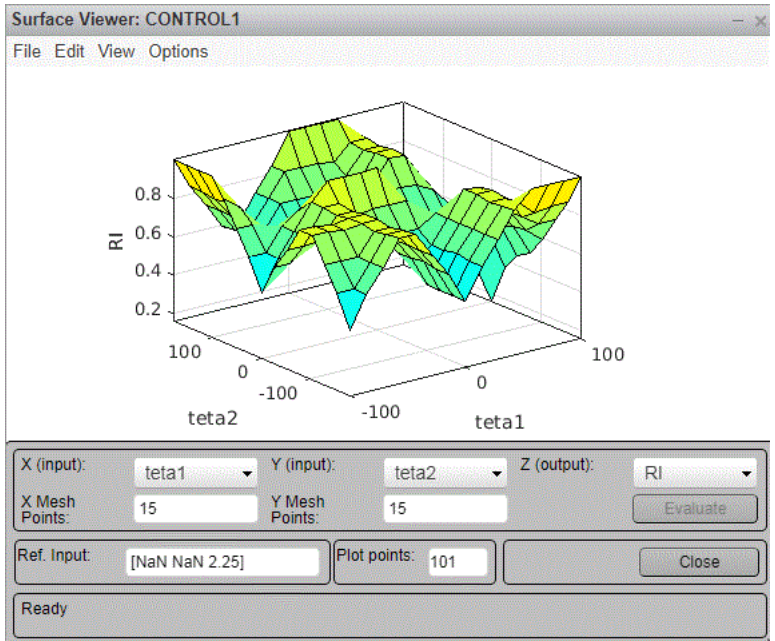 Surface Viewer: CONTROL1
File Edit View Options
0.8
0.6
0.4
0.2
RI
100
0
-100
teta2
-100
0
100
teta1
X (input): teta1 Y (input): teta2 Z (output): RI
X Mesh Points: 15 Y Mesh Points: 15 Evaluate
Ref. Input: [NaN NaN 2.25] Plot points: 101 Close
Ready